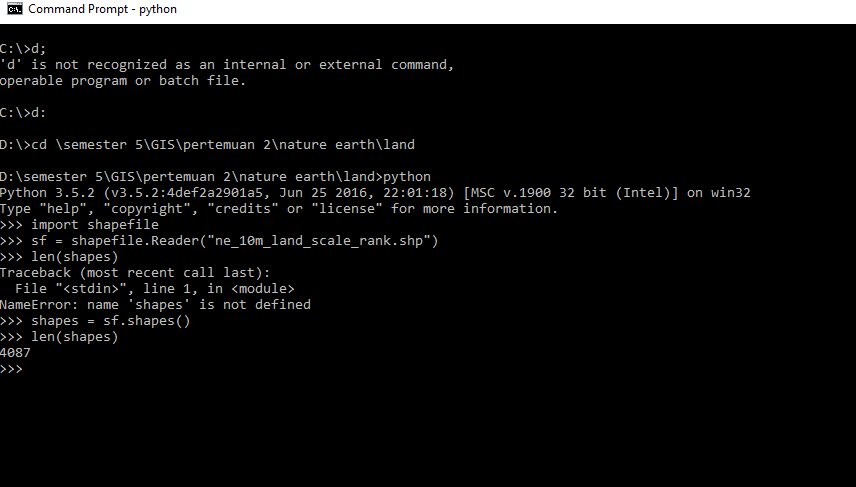 Command Prompt - python
C:\>d;
'd' is not recognized as an internal or external command,
operable program or batch file.
C:\>d:
D:\>cd \semester 5\GIS\pertemuan 2\nature earth\land
D:\semester 5\GIS\pertemuan 2\nature earth\land>python
Python 3.5.2 (v3.5.2:4def2a2901a5, Jun 25 2016, 22:01:18) [MSC v.1900 32 bit (Intel)] on win32
Type "help", "copyright", "credits" or "license" for more information.
>>> import shapefile
>>> sf = shapefile.Reader("ne_10m_land_scale_rank.shp")
>>> len(shapes)
Traceback (most recent call last):
  File "<stdin>", line 1, in <module>
NameError: name 'shapes' is not defined
>>> shapes = sf.shapes()
>>> len(shapes)
4087
>>>